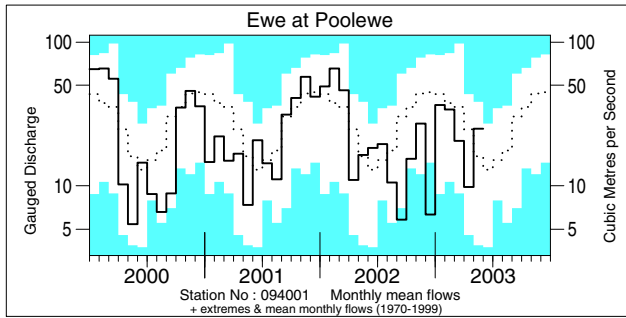 Ewe at Poolewe
100
50
10
5
Gauged Discharge
100
50
10
5
Cubic Metres per Second
2000 2001 2002 2003
Station No : 094001 Monthly mean flows
+ extremes & mean monthly flows (1970-1999)